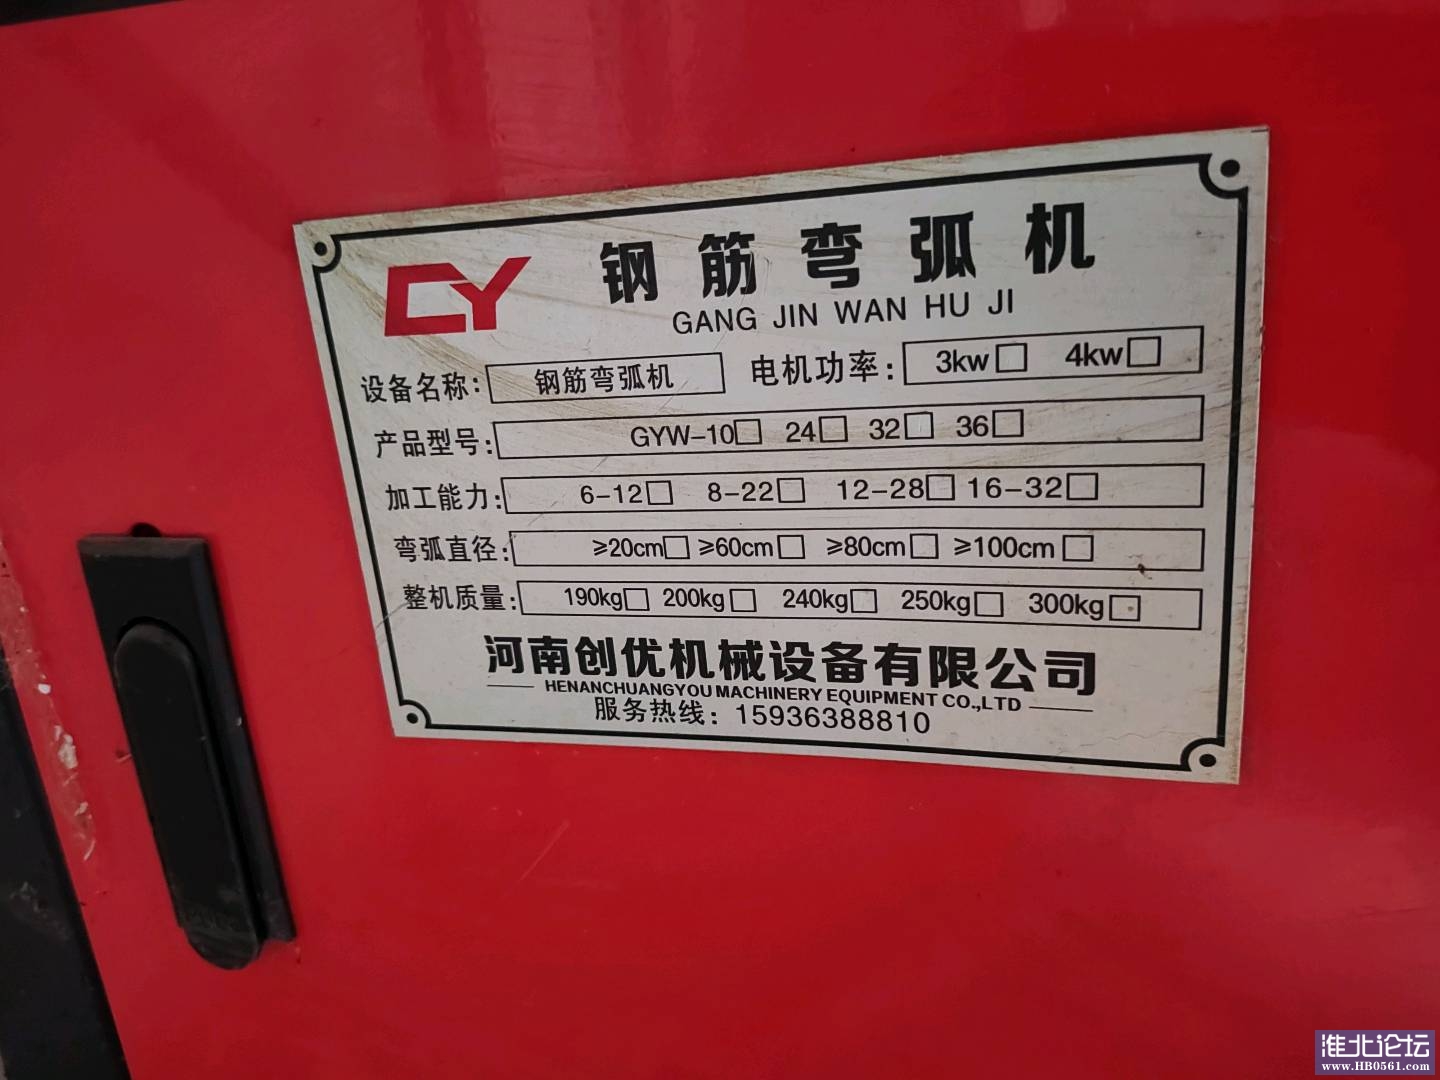 CY 钢筋弯弧机
GANG JIN WAN HU JI
设备名称: 钢筋弯弧机 电机功率: 3kw□ 4kw□
产品型号: GYW-10□ 24□ 32□ 36□
加工能力: 6-12□ 8-22□ 12-28□ 16-32□
弯弧直径: ≥20cm□ ≥60cm□ ≥80cm□ ≥100cm□
整机质量: 190kg□ 200kg□ 240kg□ 250kg□ 300kg□
河南创优机械设备有限公司
HENANCHUANGYOU MACHINERY EQUIPMENT CO.,LTD
服务热线: 15936388810
淮北论坛
www.HB0561.com